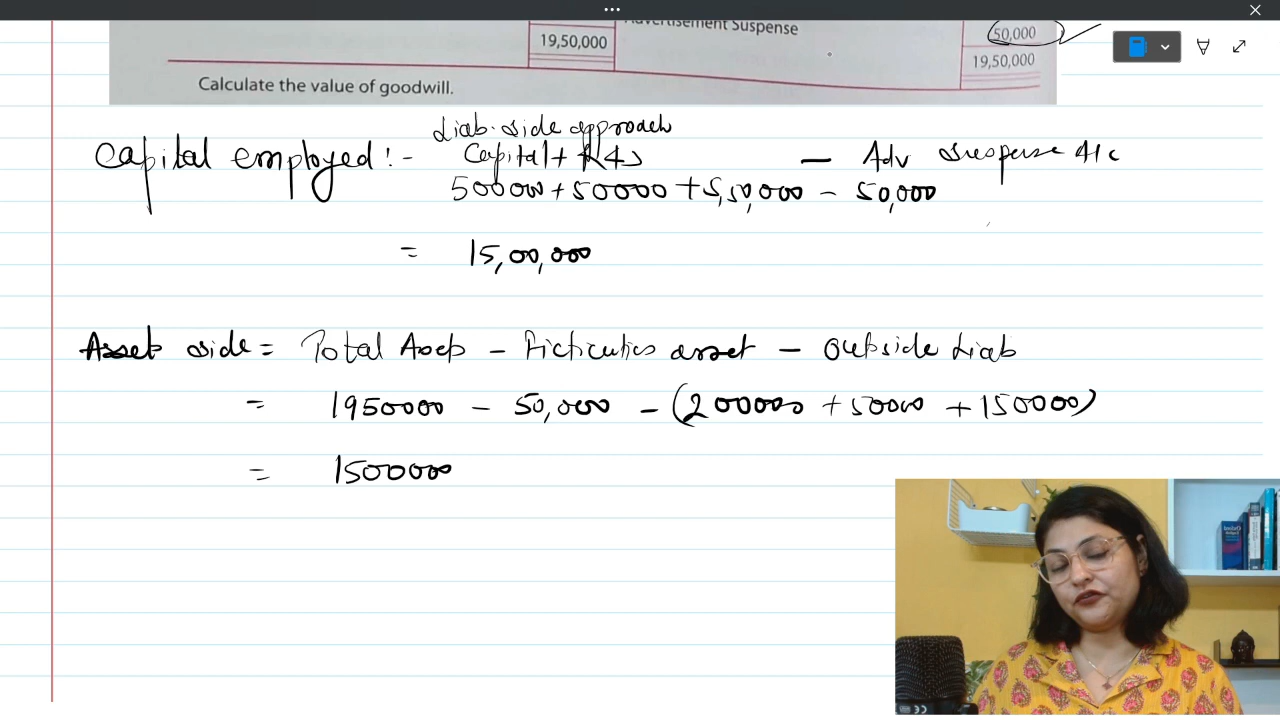 Advertisement Suspense 50,000
19,50,000 19,50,000
Calculate the value of goodwill.
Liab. side approach
Capital employed :- Capital + R&S - Adv Suspense A/c
500000 + 50000 + 5,50,000 - 50,000
= 15,00,000
Asset side = Total Assets - Ficticuties asset - Outside Liab
= 1950000 - 50,000 - (200000 + 50000 + 150000)
= 1500000